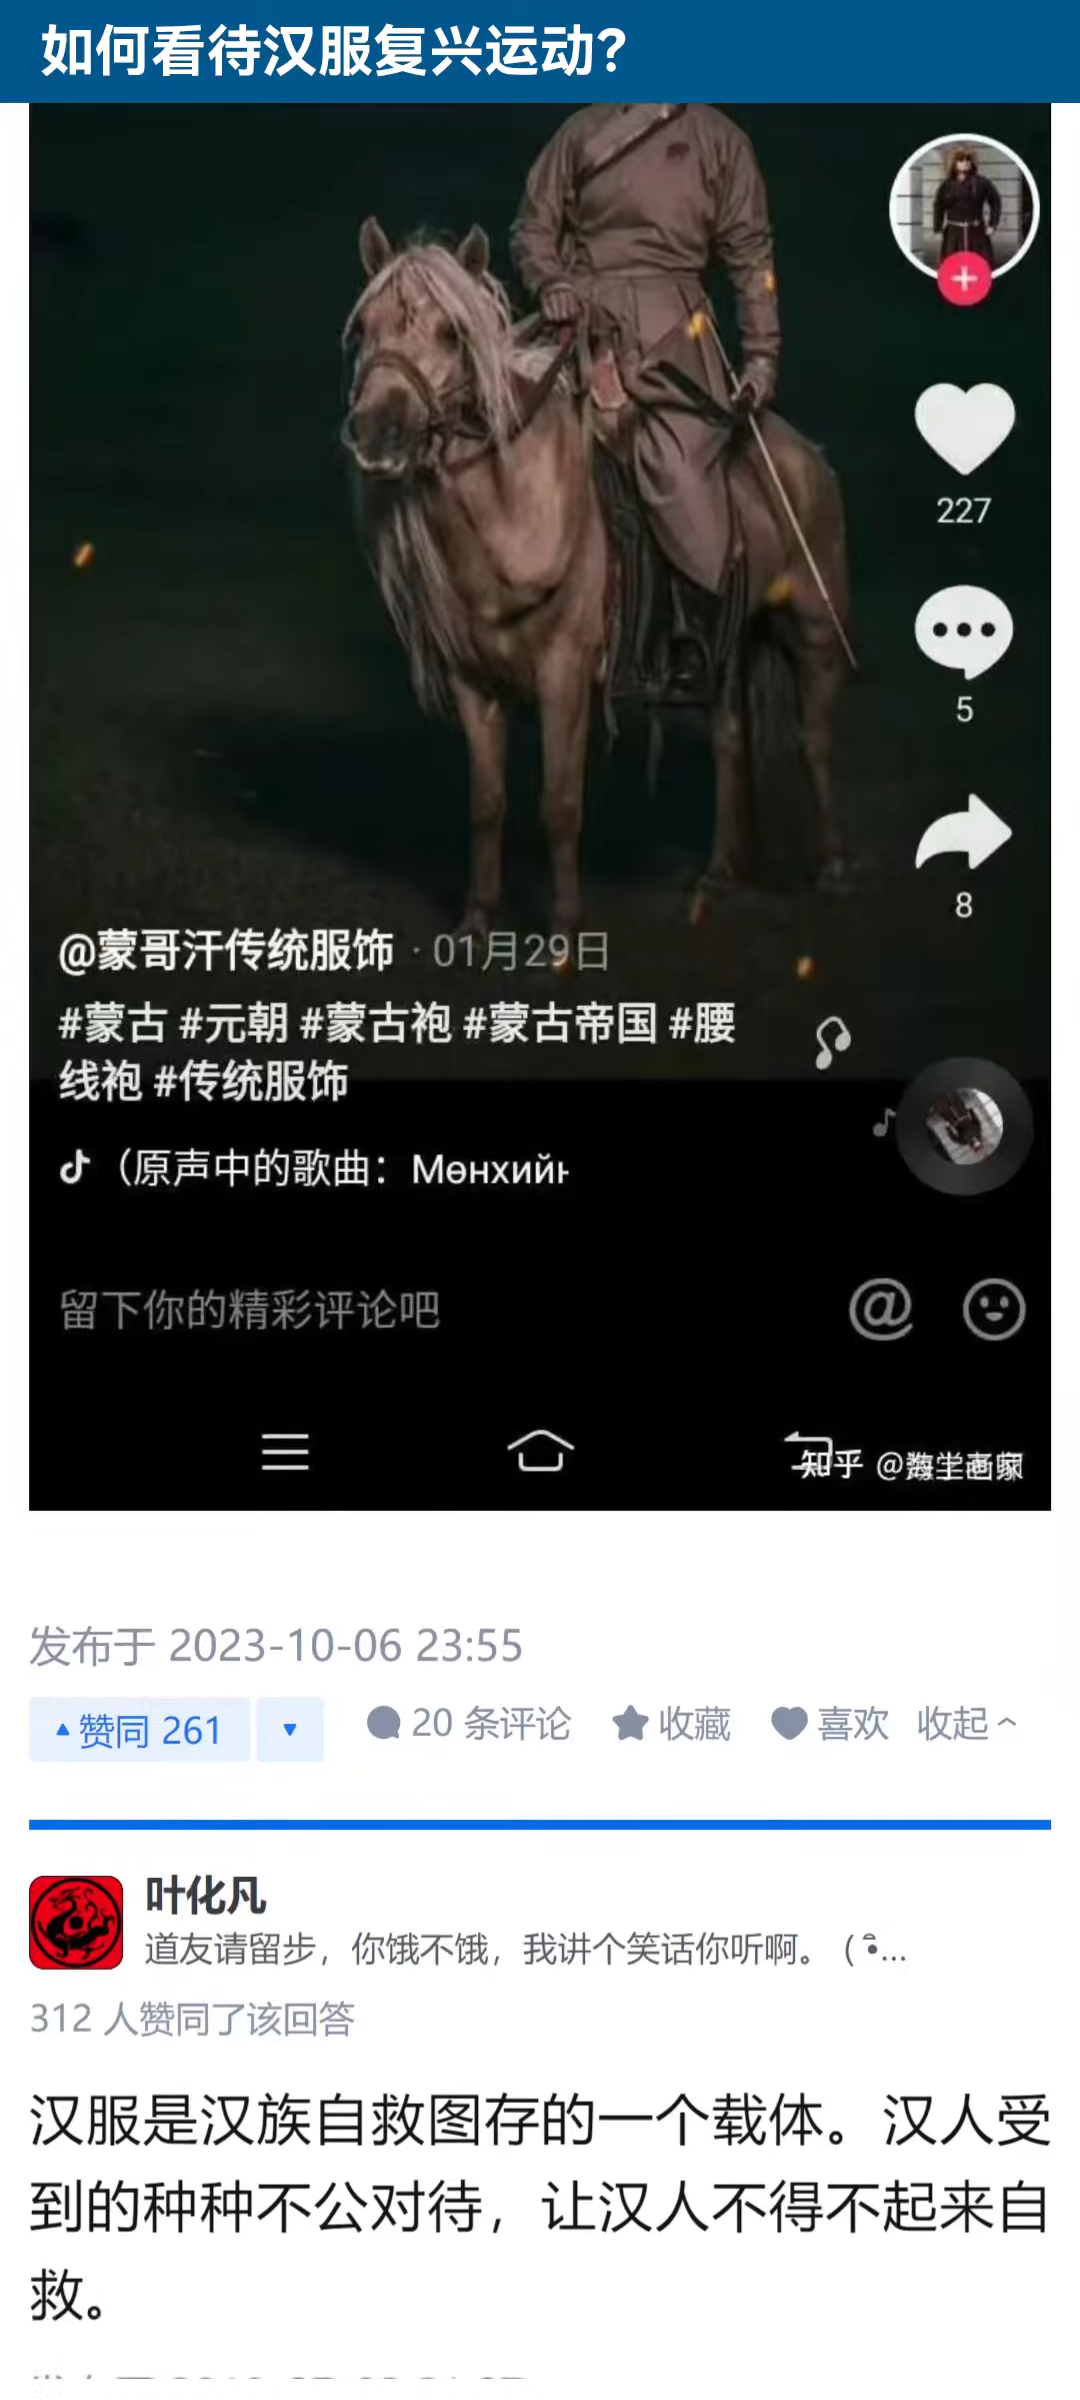 如何看待汉服复兴运动?
227
5
8
@蒙哥汗传统服饰 · 01月29日
#蒙古 #元朝 #蒙古袍 #蒙古帝国 #腰
线袍 #传统服饰
（原声中的歌曲：Мөнхий
留下你的精彩评论吧
知乎
发布于 2023-10-06 23:55
赞同 261
20 条评论
收藏
喜欢
收起
叶化凡
道友请留步，你饿不饿，我讲个笑话你听啊。（•̀...
312 人赞同了该回答
汉服是汉族自救图存的一个载体。汉人受
到的种种不公对待，让汉人不得不起来自
救。